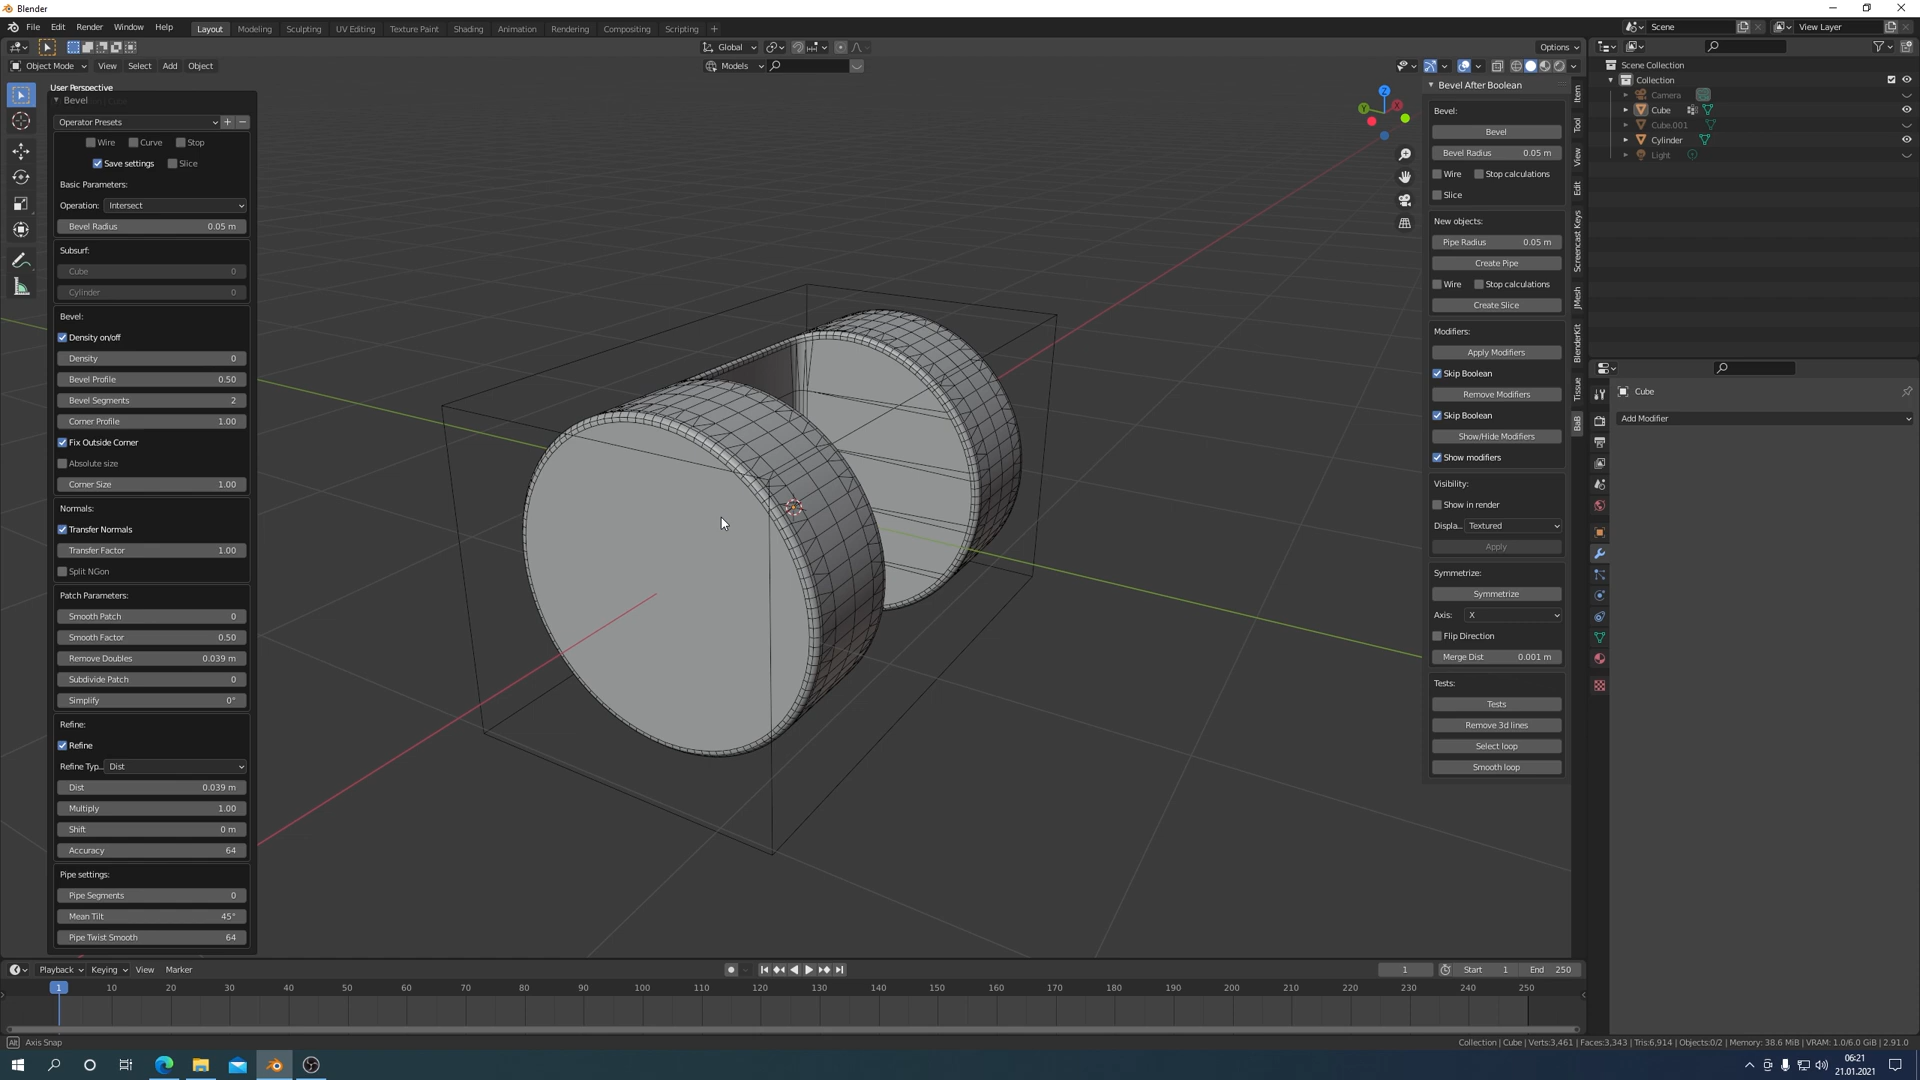 Blender
File Edit Render Window Help
Layout Modeling Sculpting UV Editing Texture Paint Shading Animation Rendering Compositing Scripting +
Scene View Layer
Global Options
Object Mode View Select Add Object Models
User Perspective
Bevel
Operator Presets
Wire Curve Stop
Save settings Slice
Basic Parameters:
Operation: Intersect
Bevel Radius 0.05 m
Subsurf:
Cube 0
Cylinder 0
Bevel:
Density on/off
Density 0
Bevel Profile 0.50
Bevel Segments 2
Corner Profile 1.00
Fix Outside Corner
Absolute size
Corner Size 1.00
Normals:
Transfer Normals
Transfer Factor 1.00
Split NGon
Patch Parameters:
Smooth Patch 0
Smooth Factor 0.50
Remove Doubles 0.039 m
Subdivide Patch 0
Simplify 0°
Refine:
Refine
Refine Typ... Dist
Dist 0.039 m
Multiply 1.00
Shift 0 m
Accuracy 64
Pipe settings:
Pipe Segments 0
Mean Tilt 45°
Pipe Twist Smooth 64
Z
Y
X
Bevel After Boolean
Bevel:
Bevel
Bevel Radius 0.05 m
Wire Stop calculations
Slice
New objects:
Pipe Radius 0.05 m
Create Pipe
Wire Stop calculations
Create Slice
Modifiers:
Apply Modifiers
Skip Boolean
Remove Modifiers
Skip Boolean
Show/Hide Modifiers
Show modifiers
Visibility:
Show in render
Displa... Textured
Apply
Symmetrize:
Symmetrize
Axis: X
Flip Direction
Merge Dist 0.001 m
Tests:
Tests
Remove 3d lines
Select loop
Smooth loop
Item
Tool
View
Edit
Screencast Keys
JMesh
BlenderKit
Tissue
BaB
Scene Collection
Collection
Camera
Cube
Cube.001
Cylinder
Light
Cube
Add Modifier
Playback Keying View Marker
1 Start 1 End 250
1 10 20 30 40 50 60 70 80 90 100 110 120 130 140 150 160 170 180 190 200 210 220 230 240 250
Alt Axis Snap
Collection | Cube | Verts:3,461 | Faces:3,343 | Tris:6,914 | Objects:0/2 | Memory: 38.6 MiB | VRAM: 1.0/6.0 GiB | 2.91.0
06:21
21.01.2021